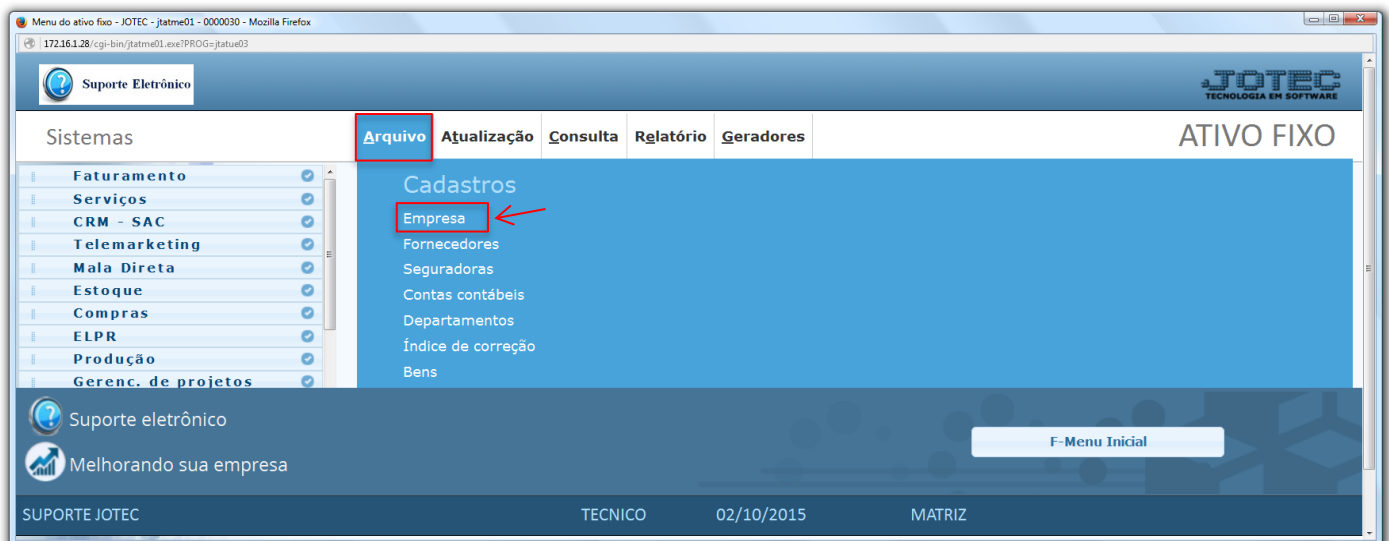 Menu do ativo fixo - JOTEC - jtatme01 - 0000030 - Mozilla Firefox
172.16.1.28/cgi-bin/jtatme01.exe?PROG=jtatue03
Suporte Eletrônico
JOTEC
TECNOLOGIA EM SOFTWARE
Sistemas
Arquivo Atualização Consulta Relatório Geradores
ATIVO FIXO
Faturamento
Serviços
CRM - SAC
Telemarketing
Mala Direta
Estoque
Compras
ELPR
Produção
Gerenc. de projetos
Cadastros
Empresa
Fornecedores
Seguradoras
Contas contábeis
Departamentos
Índice de correção
Bens
Suporte eletrônico
Melhorando sua empresa
F-Menu Inicial
SUPORTE JOTEC TECNICO 02/10/2015 MATRIZ